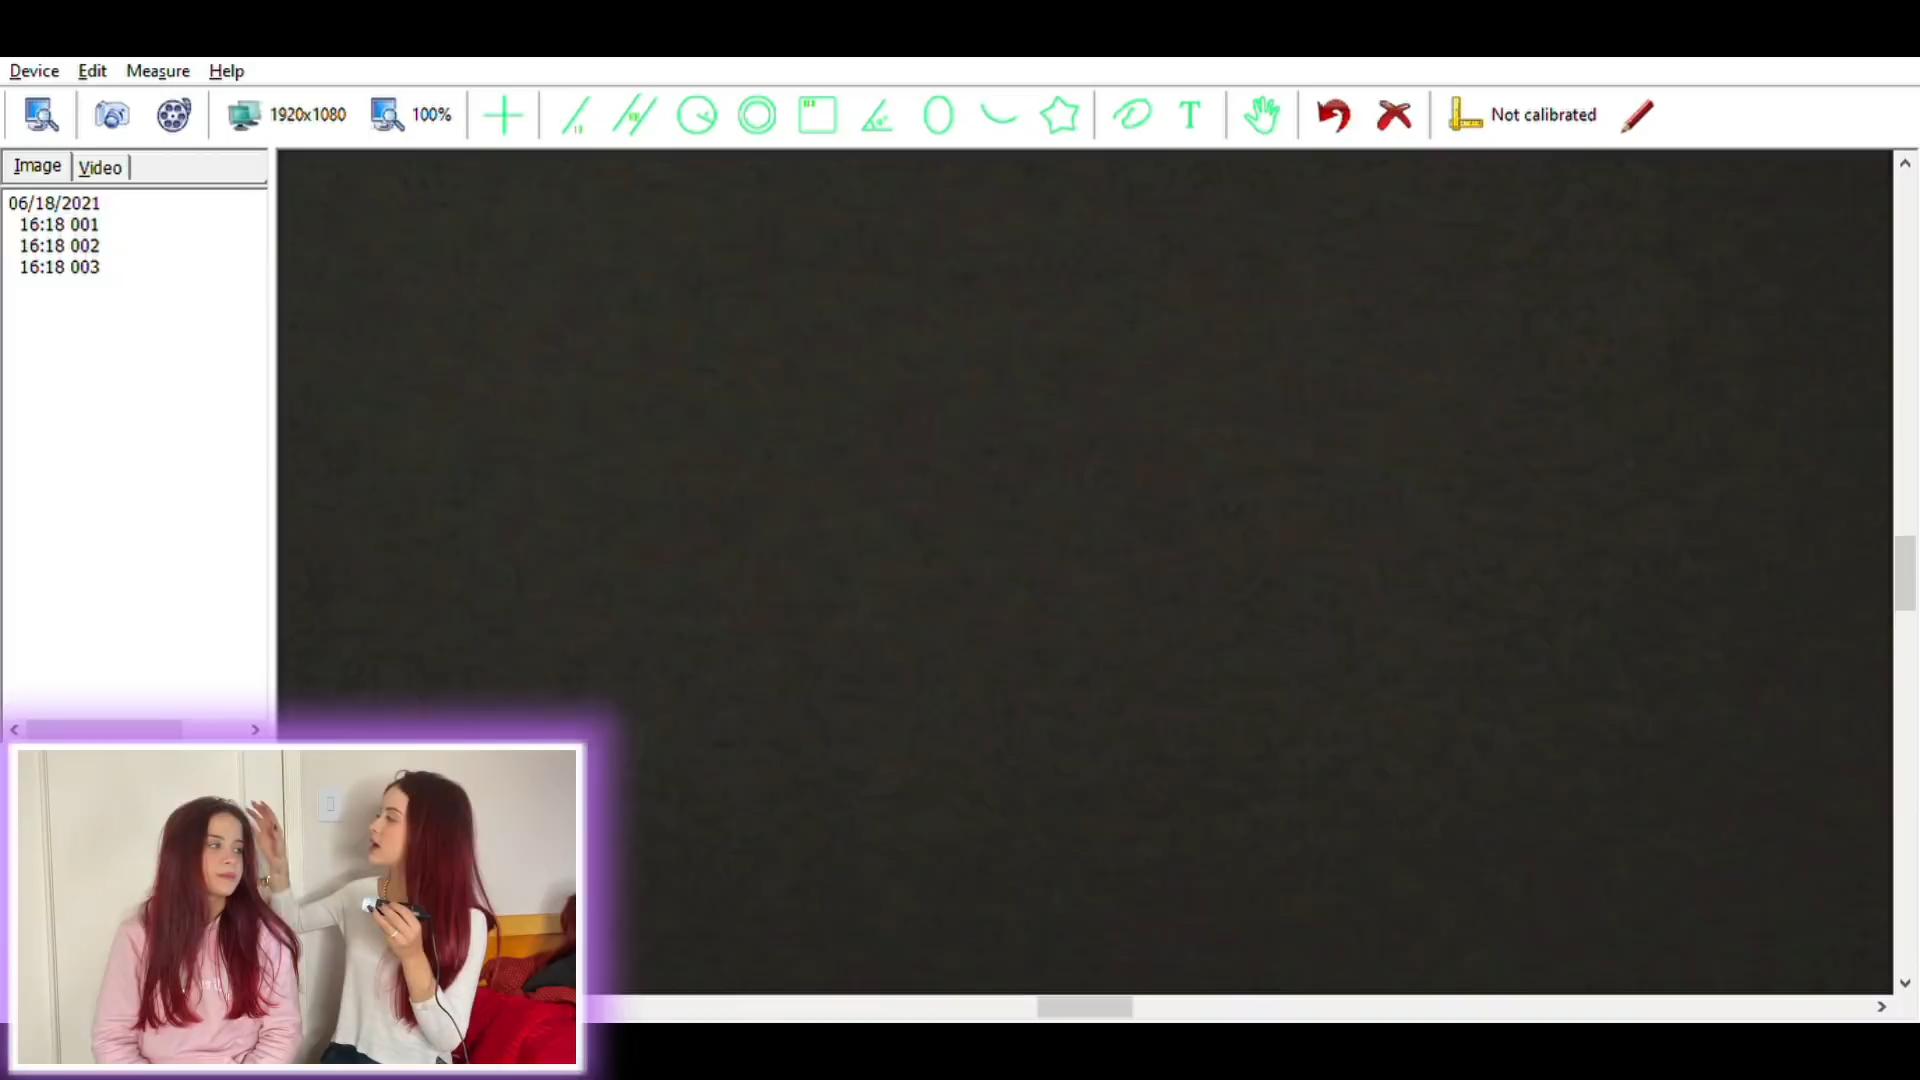 Device Edit Measure Help
1920x1080 100% T Not calibrated
Image Video
06/18/2021
16:18 001
16:18 002
16:18 003